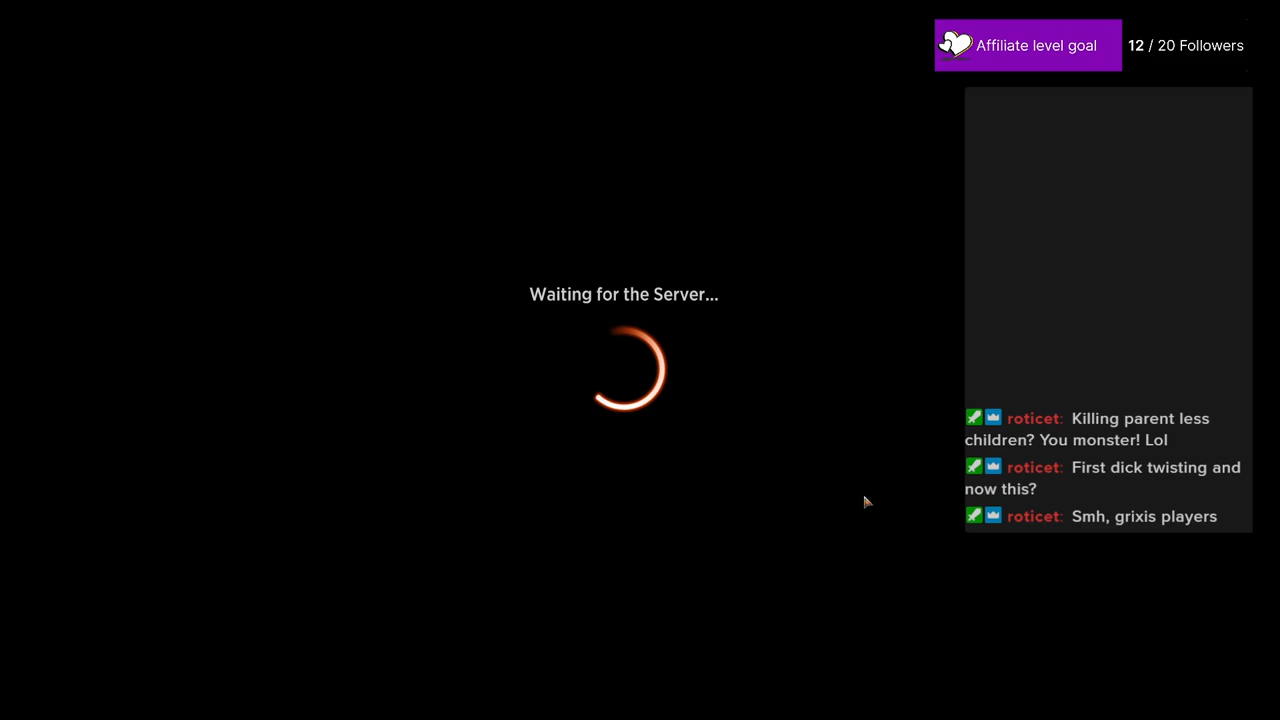 Affiliate level goal 12 / 20 Followers
Waiting for the Server...
roticet: Killing parent less
children? You monster! Lol
roticet: First dick twisting and
now this?
roticet: Smh, grixis players